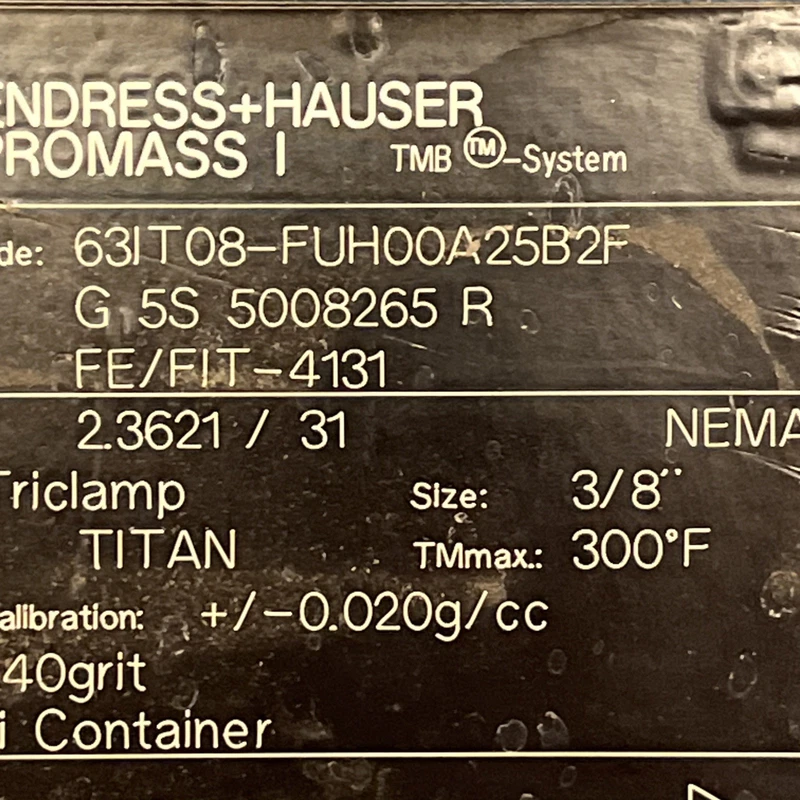 ENDRESS+HAUSER
PROMASS I TMB ™-System
de: 63IT08-FUH00A25B2F
G 5S 5008265 R
FE/FIT-4131
2.3621 / 31 NEMA
Triclamp Size: 3/8"
TITAN TMmax.: 300°F
alibration: +/-0.020g/cc
40grit
i Container